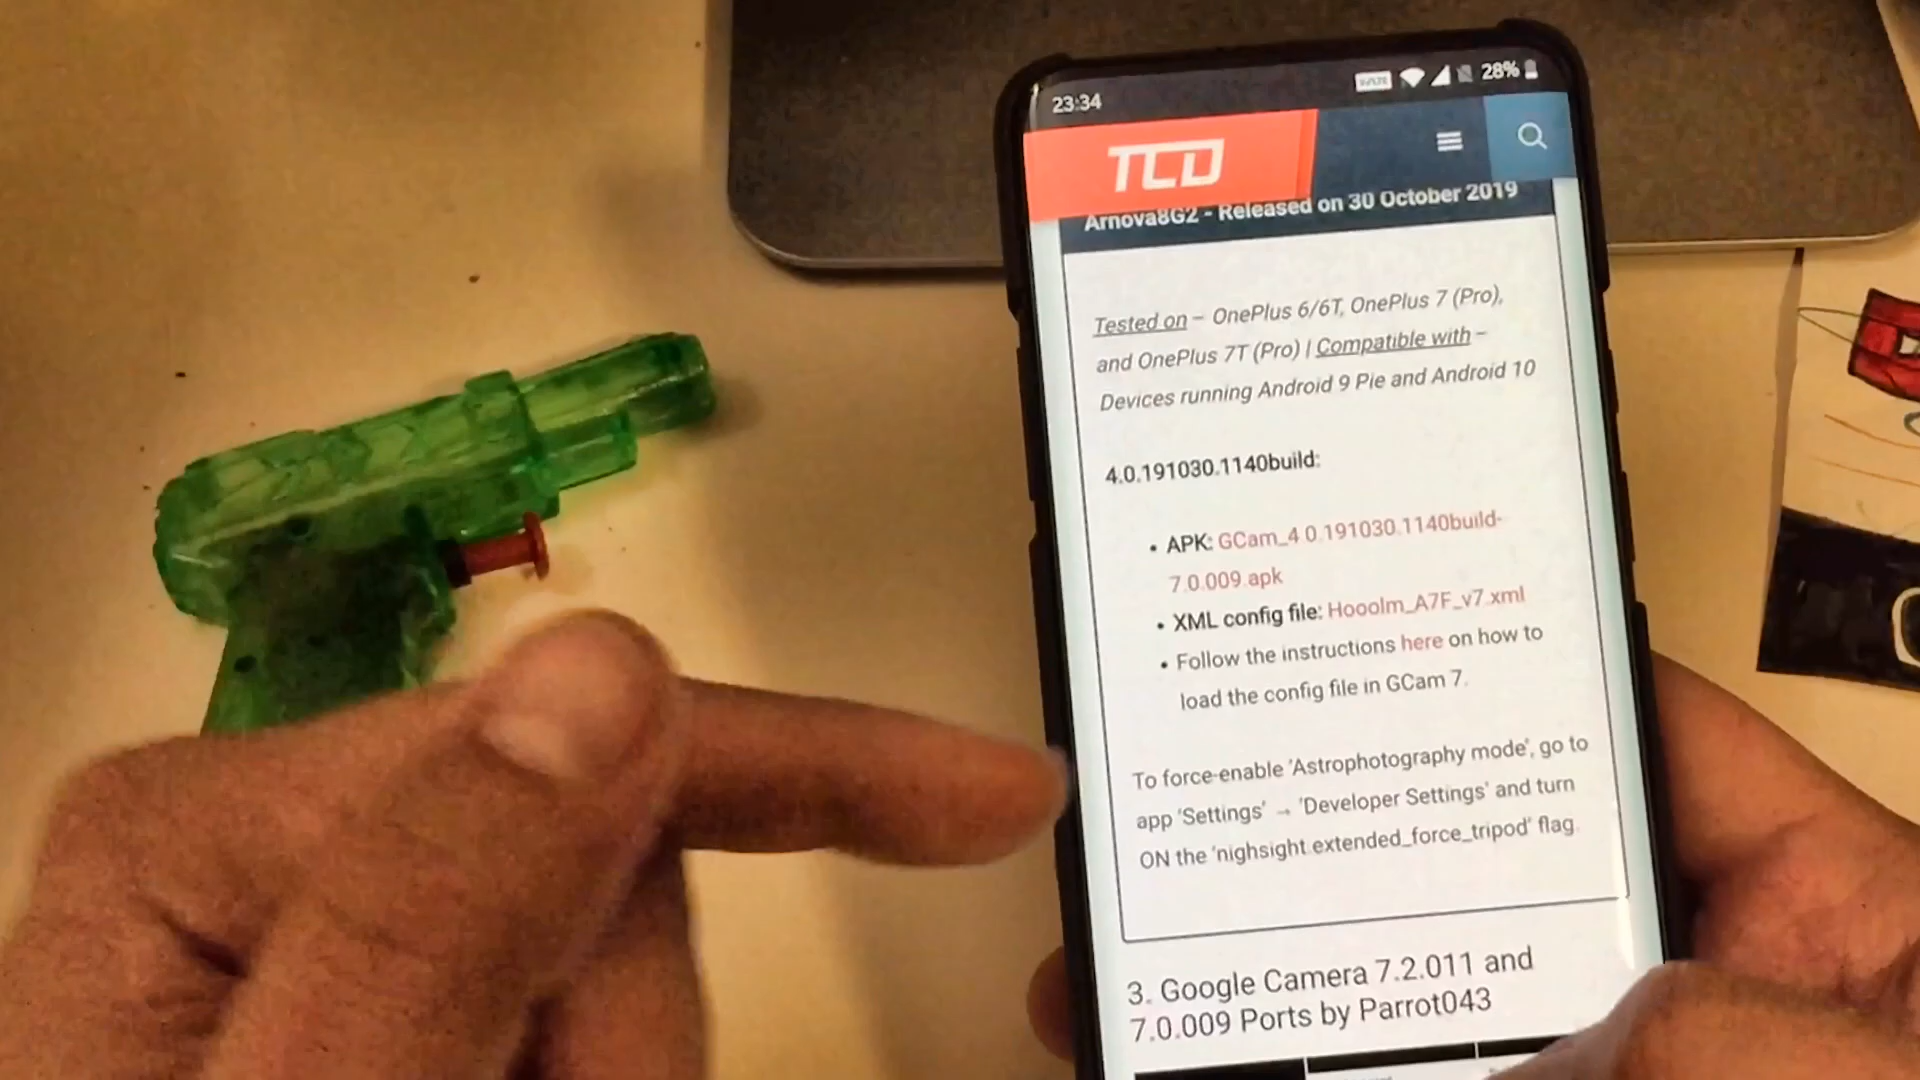 23:34
VoLTE
28%
TCD
Arnova8G2 - Released on 30 October 2019
Tested on – OnePlus 6/6T, OnePlus 7 (Pro),
and OnePlus 7T (Pro) | Compatible with –
Devices running Android 9 Pie and Android 10
4.0.191030.1140build:
• APK: GCam_4.0.191030.1140build-
7.0.009.apk
• XML config file: Hooolm_A7F_v7.xml
• Follow the instructions here on how to
load the config file in GCam 7.
To force-enable 'Astrophotography mode', go to
app 'Settings' → 'Developer Settings' and turn
ON the 'nighsight.extended_force_tripod' flag.
3. Google Camera 7.2.011 and
7.0.009 Ports by Parrot043